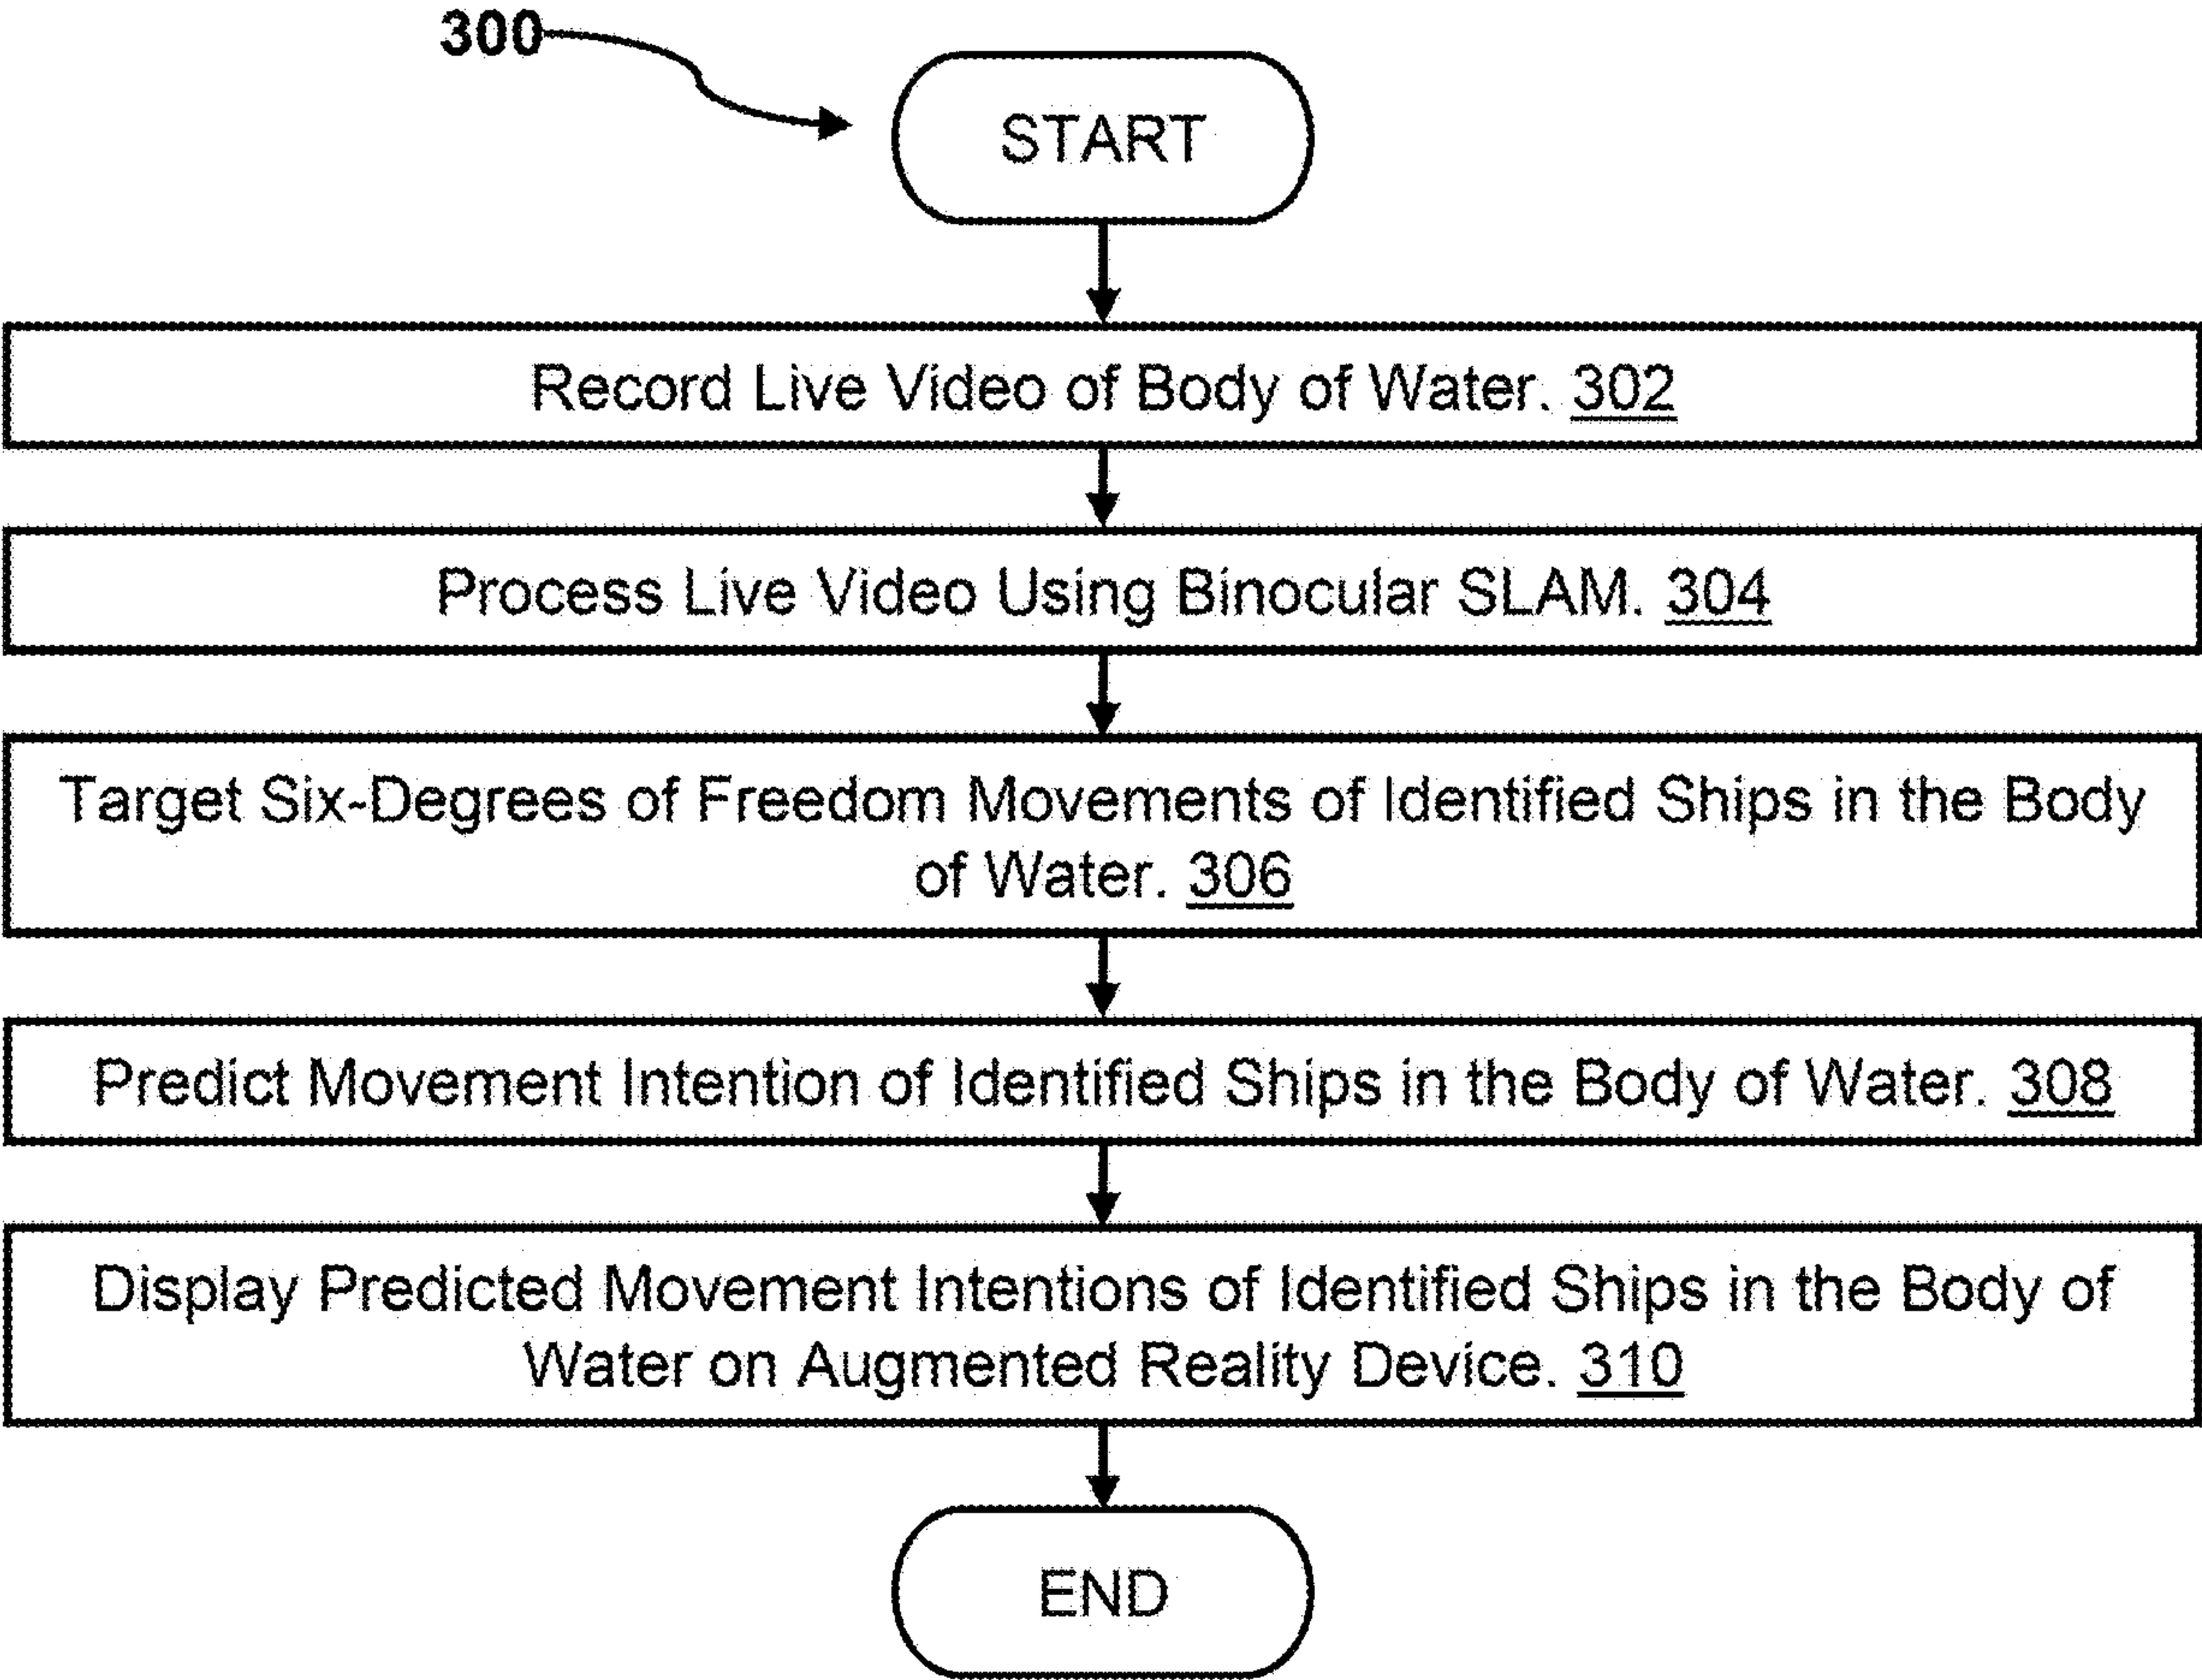 300
START
Record Live Video of Body of Water. 302
Process Live Video Using Binocular SLAM. 304
Target Six-Degrees of Freedom Movements of Identified Ships in the Body
of Water. 306
Predict Movement Intention of Identified Ships in the Body of Water. 308
Display Predicted Movement Intentions of Identified Ships in the Body of
Water on Augmented Reality Device. 310
END